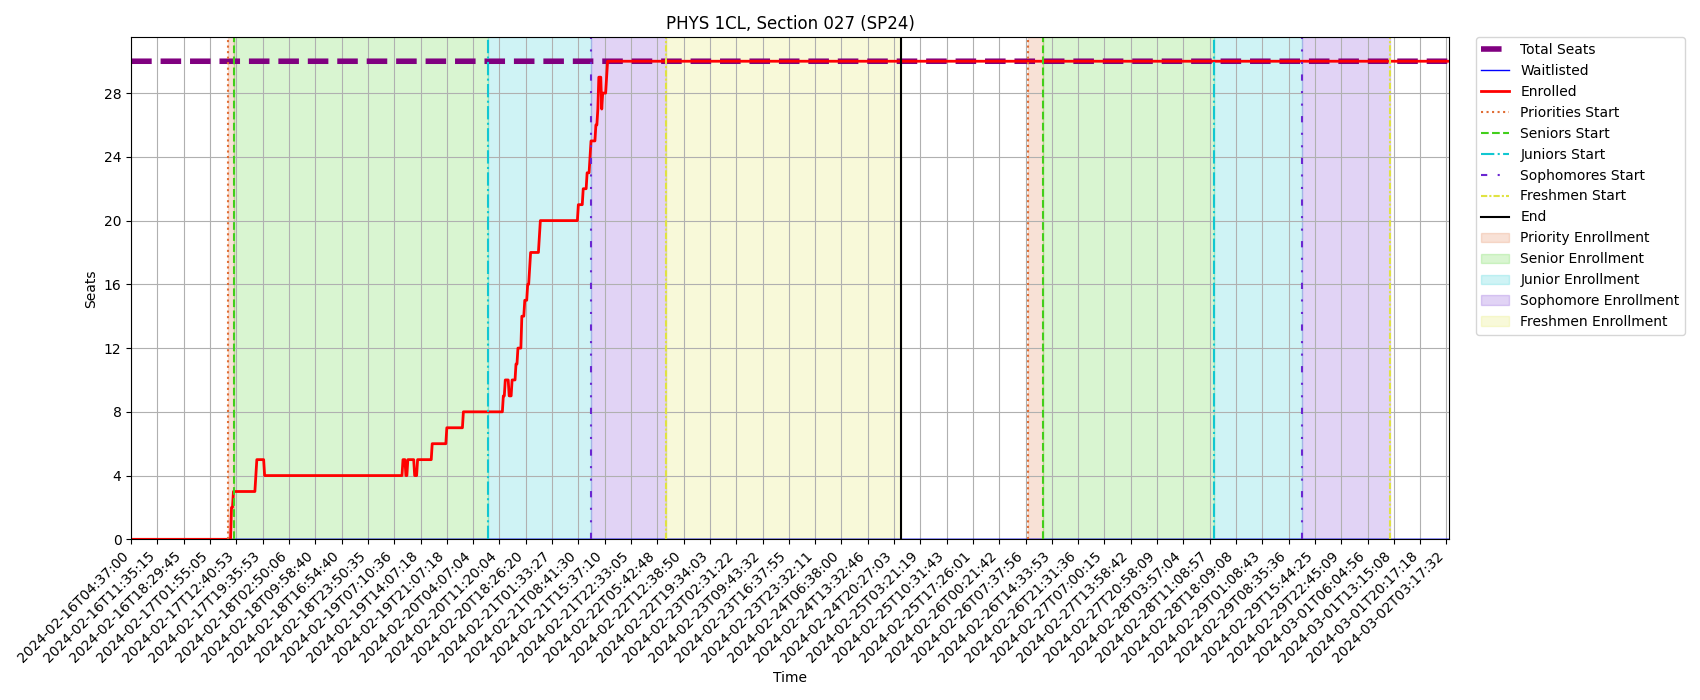 PHYS 1CL, Section 027 (SP24)
Seats
28
24
20
16
12
8
4
0
2024-02-16T04:37:00
2024-02-16T11:35:15
2024-02-16T18:29:45
2024-02-17T01:55:05
2024-02-17T12:40:53
2024-02-17T19:35:53
2024-02-18T02:50:06
2024-02-18T09:58:40
2024-02-18T16:54:40
2024-02-18T23:50:35
2024-02-19T07:10:36
2024-02-19T14:07:18
2024-02-19T21:07:18
2024-02-20T04:07:04
2024-02-20T11:20:04
2024-02-20T18:26:20
2024-02-21T01:33:27
2024-02-21T08:41:30
2024-02-21T15:37:10
2024-02-21T22:33:05
2024-02-22T05:42:48
2024-02-22T12:38:50
2024-02-22T19:34:03
2024-02-23T02:31:22
2024-02-23T09:43:32
2024-02-23T16:37:55
2024-02-23T23:32:11
2024-02-24T06:38:00
2024-02-24T13:32:46
2024-02-24T20:27:03
2024-02-25T03:21:19
2024-02-25T10:31:43
2024-02-25T17:26:01
2024-02-26T00:21:42
2024-02-26T07:37:56
2024-02-26T14:33:53
2024-02-26T21:31:36
2024-02-27T07:00:15
2024-02-27T13:58:42
2024-02-27T20:58:09
2024-02-28T03:57:04
2024-02-28T11:08:57
2024-02-28T18:09:08
2024-02-29T01:08:43
2024-02-29T08:35:36
2024-02-29T15:44:25
2024-02-29T22:45:09
2024-03-01T06:04:56
2024-03-01T13:15:08
2024-03-01T20:17:18
2024-03-02T03:17:32
Time
Total Seats
Waitlisted
Enrolled
Priorities Start
Seniors Start
Juniors Start
Sophomores Start
Freshmen Start
End
Priority Enrollment
Senior Enrollment
Junior Enrollment
Sophomore Enrollment
Freshmen Enrollment